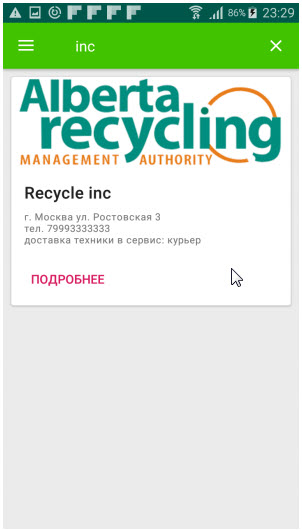 86% 23:29
inc
Alberta
recycling
MANAGEMENT AUTHORITY
Recycle inc
г. Москва ул. Ростовская 3
тел. 79993333333
доставка техники в сервис: курьер
ПОДРОБНЕЕ